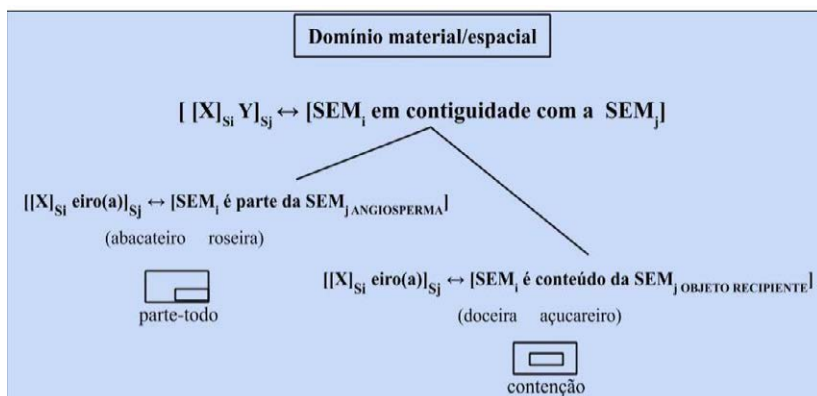 Domínio material/espacial
[ [X]Si Y]Sj ↔ [SEMi em contiguidade com a SEMj]
[[X]Si eiro(a)]Sj ↔ [SEMi é parte da SEMj ANGIOSPERMA]
(abacateiro roseira)
parte-todo
[[X]Si eiro(a)]Sj ↔ [SEMi é conteúdo da SEMj OBJETO RECIPIENTE]
(doceira açucareiro)
contenção